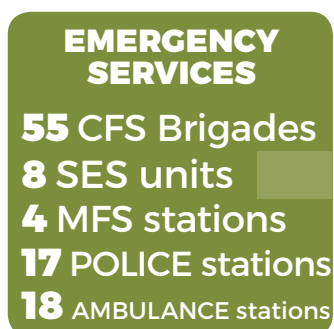 EMERGENCY
SERVICES
55 CFS Brigades
8 SES units
4 MFS stations
17 POLICE stations
18 AMBULANCE stations